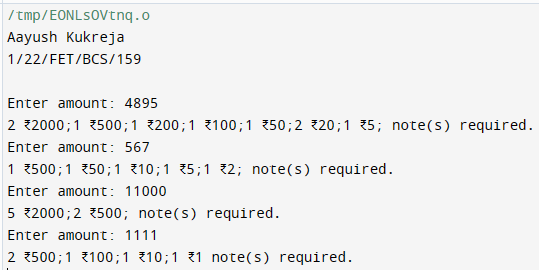 /tmp/EONLsOVtnq.o
Aayush Kukreja
1/22/FET/BCS/159
Enter amount: 4895
2 ₹2000;1 ₹500;1 ₹200;1 ₹100;1 ₹50;2 ₹20;1 ₹5; note(s) required.
Enter amount: 567
1 ₹500;1 ₹50;1 ₹10;1 ₹5;1 ₹2; note(s) required.
Enter amount: 11000
5 ₹2000;2 ₹500; note(s) required.
Enter amount: 1111
2 ₹500;1 ₹100;1 ₹10;1 ₹1 note(s) required.